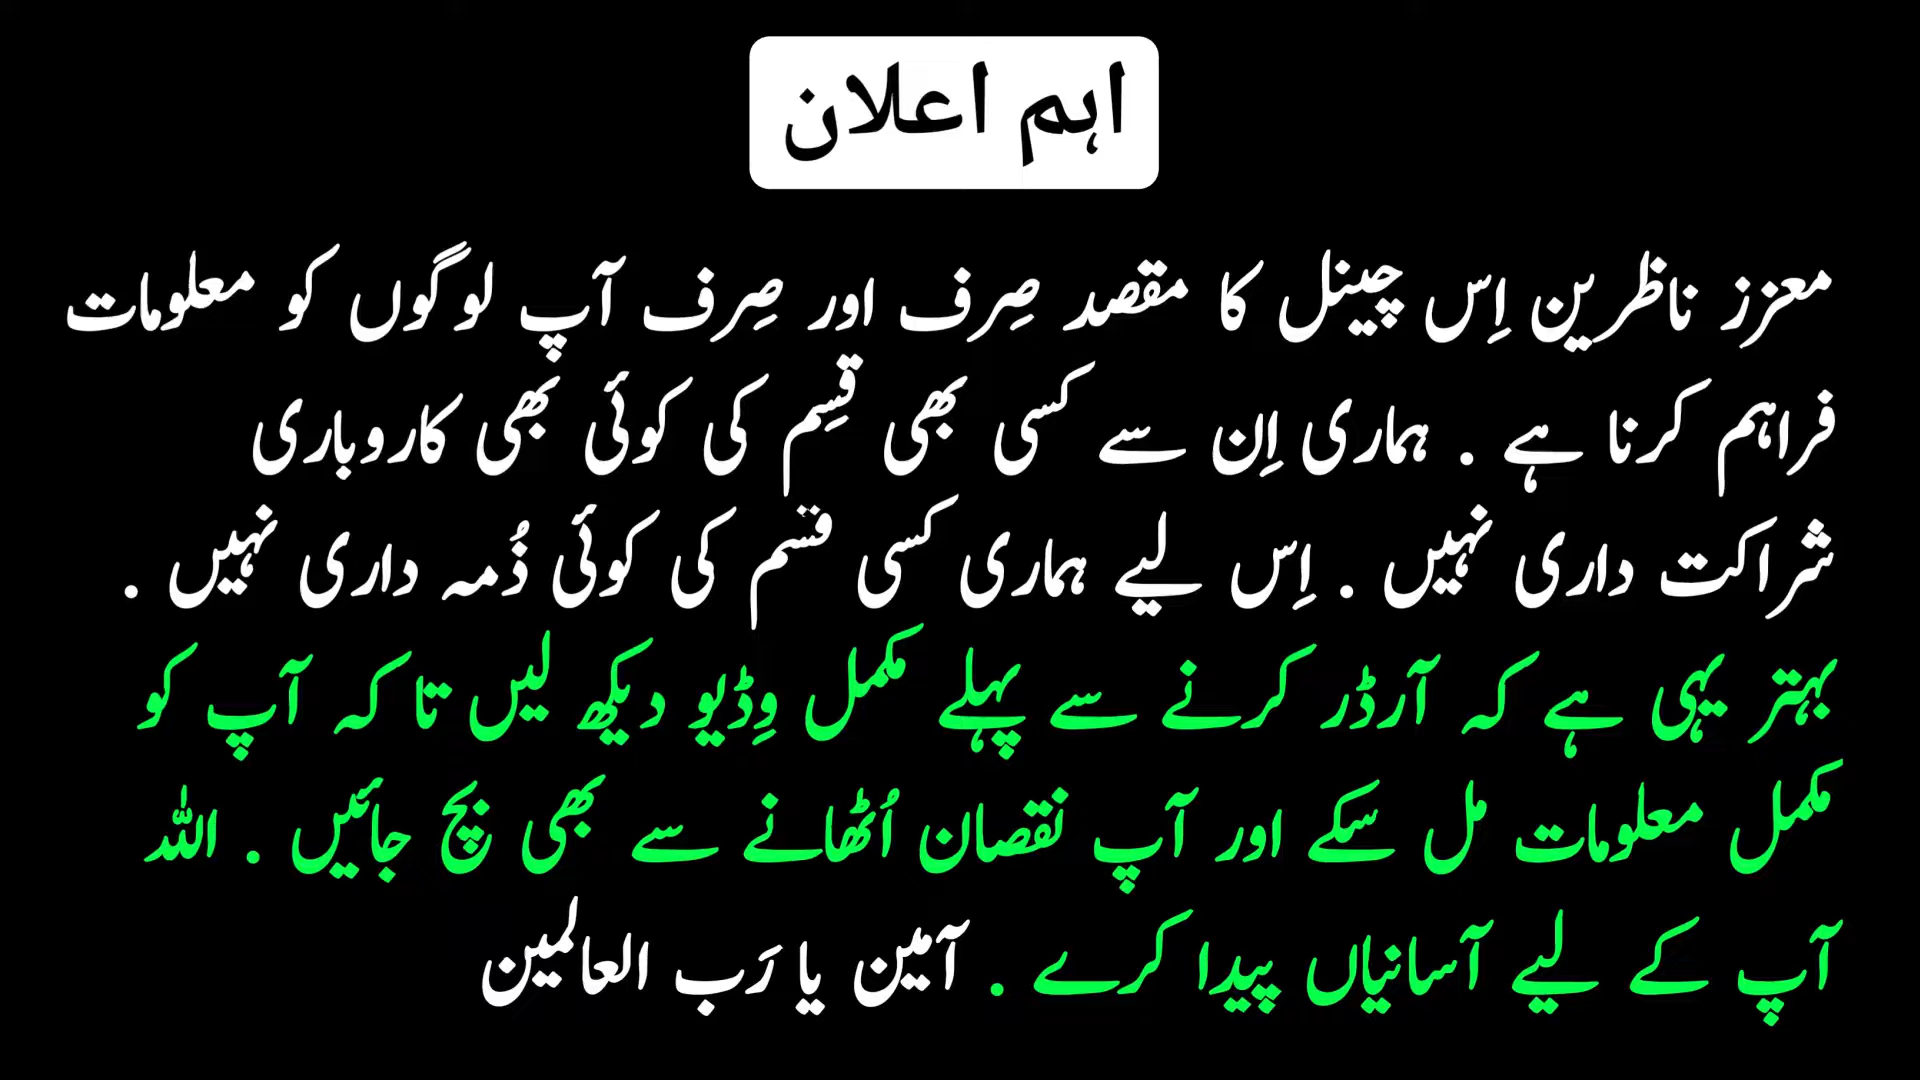 اہم اعلان
معزز ناظرین اِس چینل کا مقصد صِرف اور صِرف آپ لوگوں کو معلومات
فراہم کرنا ہے . ہماری اِن سے کسی بھی قسِم کی کوئی بھی کاروباری
شراکت داری نہیں . اِس لیے ہماری کسی قسم کی کوئی ذُمہ داری نہیں .
بہتر یہی ہے کہ آرڈر کرنے سے پہلے مکمل وِڈیو دیکھ لیں تا کہ آپ کو
مکمل معلومات مل سکے اور آپ نقصان اُٹھانے سے بھی بچ جائیں . اللہ
آپ کے لیے آسانیاں پیدا کرے . آمین یا رَب العالمین